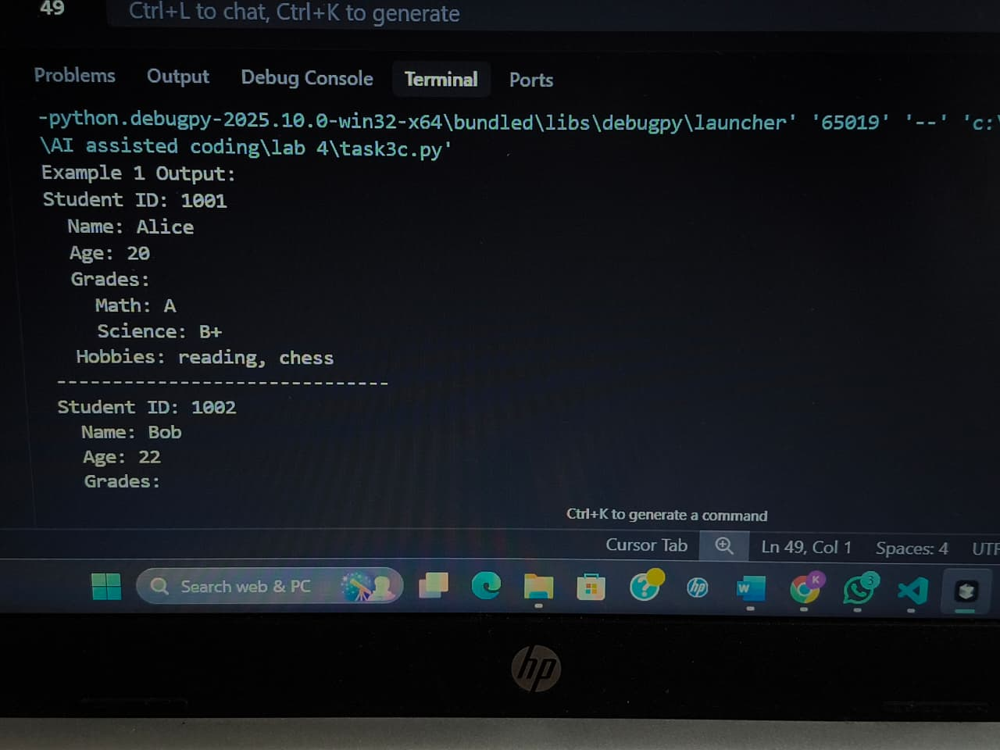 49
Ctrl+L to chat, Ctrl+K to generate
Problems Output Debug Console Terminal Ports
-python.debugpy-2025.10.0-win32-x64\bundled\libs\debugpy\launcher' '65019' '--' 'c:\
\AI assisted coding\lab 4\task3c.py'
Example 1 Output:
Student ID: 1001
Name: Alice
Age: 20
Grades:
Math: A
Science: B+
Hobbies: reading, chess
------------------------------
Student ID: 1002
Name: Bob
Age: 22
Grades:
Ctrl+K to generate a command
Cursor Tab Ln 49, Col 1 Spaces: 4 UTF
Search web & PC
? hp W K 3
hp